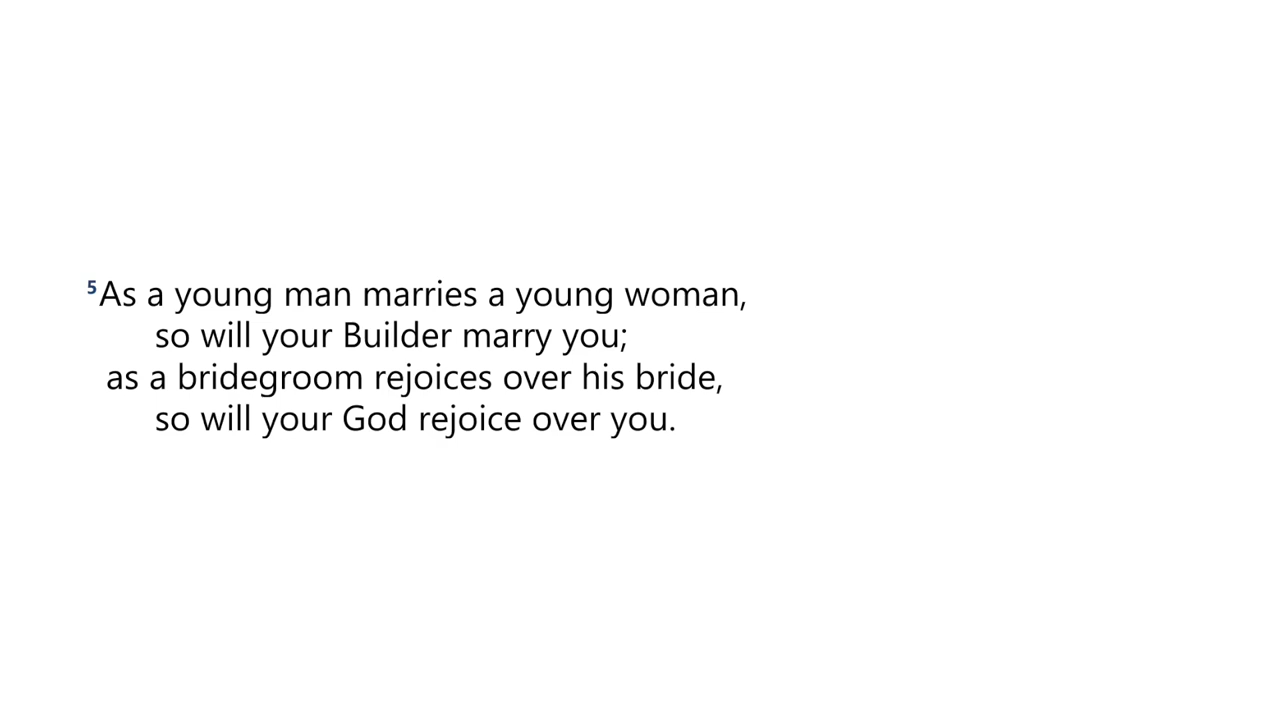 ⁵As a young man marries a young woman,
so will your Builder marry you;
as a bridegroom rejoices over his bride,
so will your God rejoice over you.